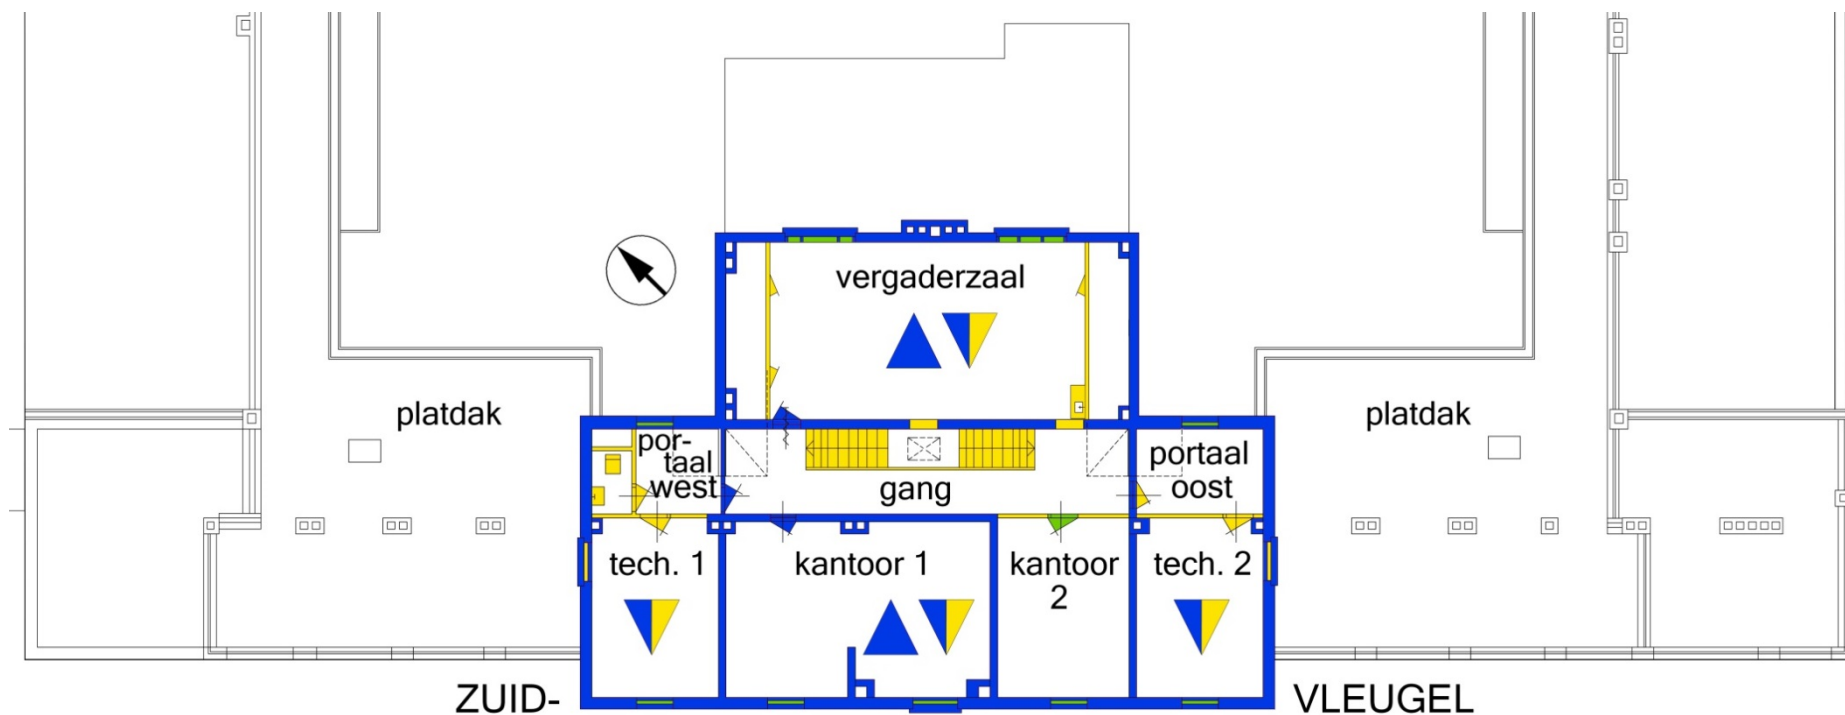 vergaderzaal
platdak
platdak
por-
taal
west
gang
portaal
oost
tech. 1
kantoor 1
kantoor
2
tech. 2
ZUID-
VLEUGEL